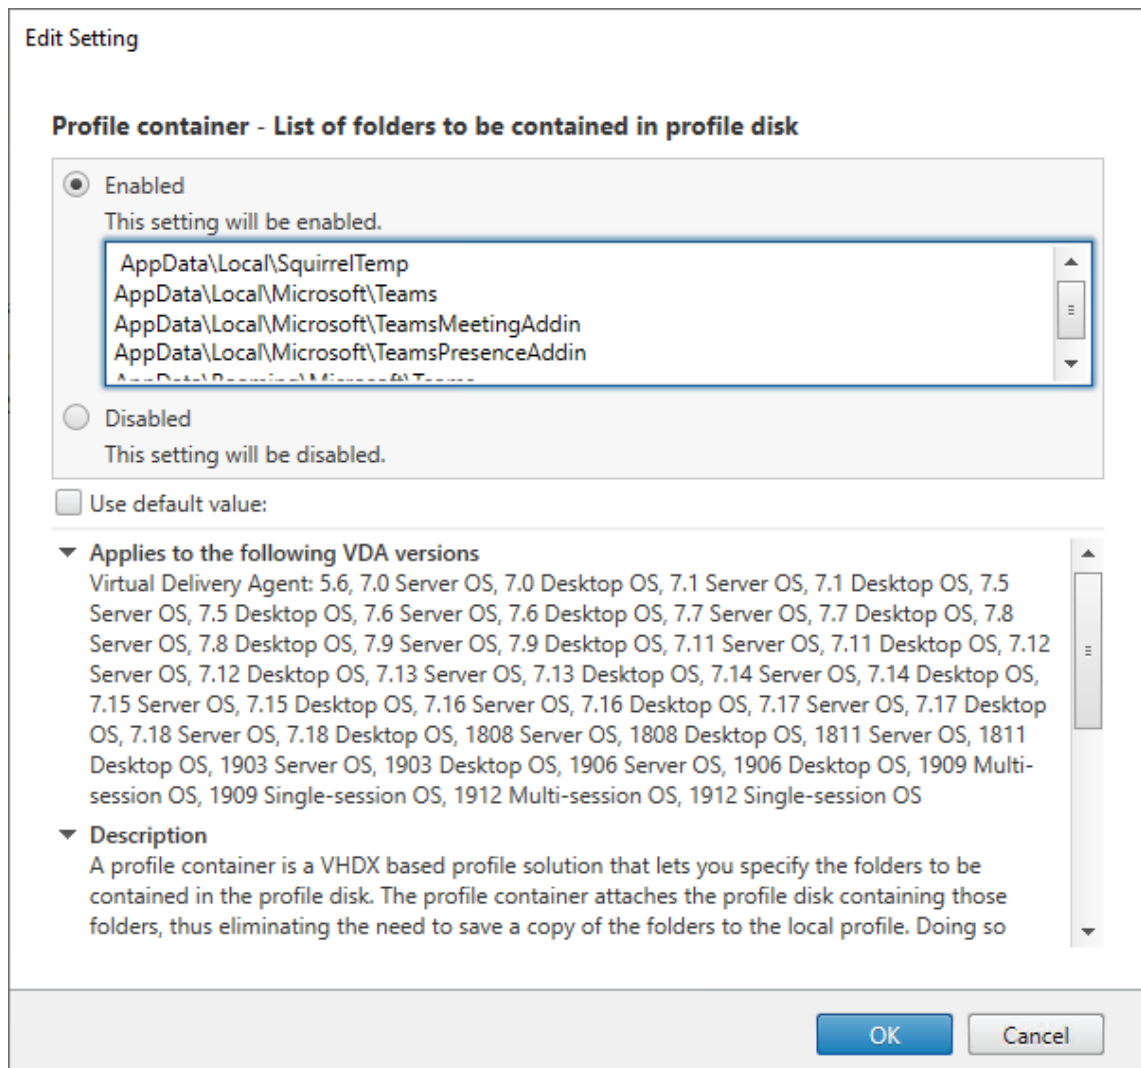 Edit Setting
Profile container - List of folders to be contained in profile disk
Enabled
This setting will be enabled.
AppData\Local\SquirrelTemp
AppData\Local\Microsoft\Teams
AppData\Local\Microsoft\TeamsMeetingAddin
AppData\Local\Microsoft\TeamsPresenceAddin
AppData\Roaming\Microsoft\Teams
Disabled
This setting will be disabled.
Use default value:
Applies to the following VDA versions
Virtual Delivery Agent: 5.6, 7.0 Server OS, 7.0 Desktop OS, 7.1 Server OS, 7.1 Desktop OS, 7.5
Server OS, 7.5 Desktop OS, 7.6 Server OS, 7.6 Desktop OS, 7.7 Server OS, 7.7 Desktop OS, 7.8
Server OS, 7.8 Desktop OS, 7.9 Server OS, 7.9 Desktop OS, 7.11 Server OS, 7.11 Desktop OS, 7.12
Server OS, 7.12 Desktop OS, 7.13 Server OS, 7.13 Desktop OS, 7.14 Server OS, 7.14 Desktop OS,
7.15 Server OS, 7.15 Desktop OS, 7.16 Server OS, 7.16 Desktop OS, 7.17 Server OS, 7.17 Desktop
OS, 7.18 Server OS, 7.18 Desktop OS, 1808 Server OS, 1808 Desktop OS, 1811 Server OS, 1811
Desktop OS, 1903 Server OS, 1903 Desktop OS, 1906 Server OS, 1906 Desktop OS, 1909 Multi-
session OS, 1909 Single-session OS, 1912 Multi-session OS, 1912 Single-session OS
Description
A profile container is a VHDX based profile solution that lets you specify the folders to be
contained in the profile disk. The profile container attaches the profile disk containing those
folders, thus eliminating the need to save a copy of the folders to the local profile. Doing so
OK
Cancel